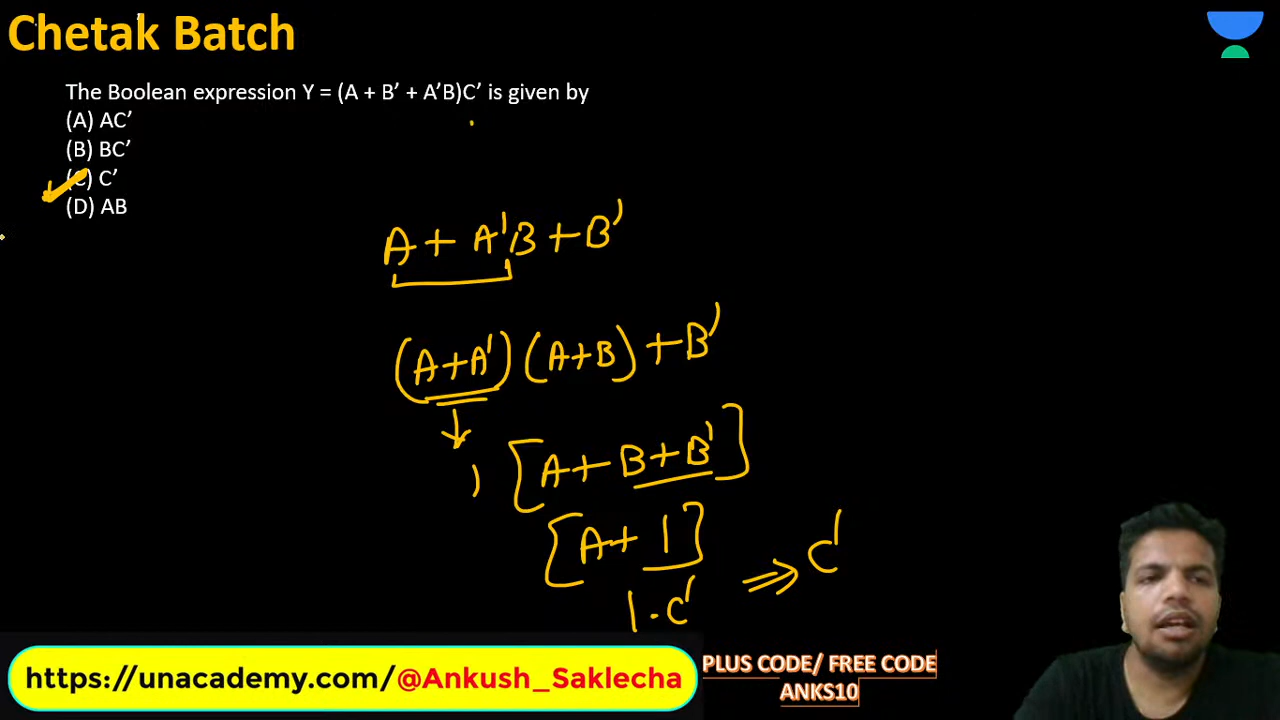 Chetak Batch
The Boolean expression Y = (A + B’ + A’B)C’ is given by
(A) AC’
(B) BC’
(C) C’
(D) AB
A + A'B + B'
(A+A') (A+B) + B'
1 [A+B+B']
[A+ 1]
1·C' ⇒ C'
https://unacademy.com/@Ankush_Saklecha
PLUS CODE/ FREE CODE
ANKS10